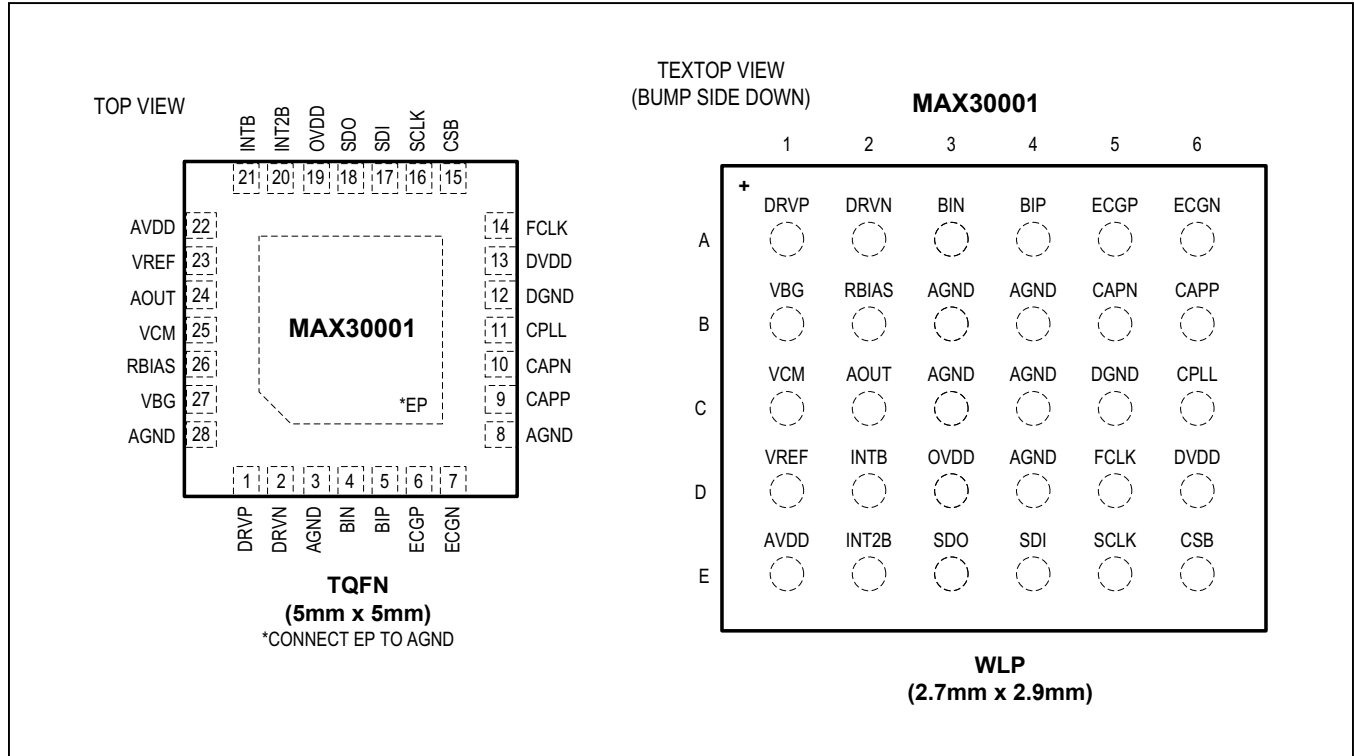 TOP VIEW
INTB
INT2B
OVDD
SDO
SDI
SCLK
CSB
21 20 19 18 17 16 15
AVDD 22
VREF 23
AOUT 24
VCM 25
RBIAS 26
VBG 27
AGND 28
14 FCLK
13 DVDD
12 DGND
11 CPLL
10 CAPN
9 CAPP
8 AGND
MAX30001
*EP
1 2 3 4 5 6 7
DRVP
DRVN
AGND
BIN
BIP
ECGP
ECGN
TQFN
(5mm x 5mm)
*CONNECT EP TO AGND
TEXTOP VIEW
(BUMP SIDE DOWN)
MAX30001
1 2 3 4 5 6
+
DRVP DRVN BIN BIP ECGP ECGN
A
VBG RBIAS AGND AGND CAPN CAPP
B
VCM AOUT AGND AGND DGND CPLL
C
VREF INTB OVDD AGND FCLK DVDD
D
AVDD INT2B SDO SDI SCLK CSB
E
WLP
(2.7mm x 2.9mm)